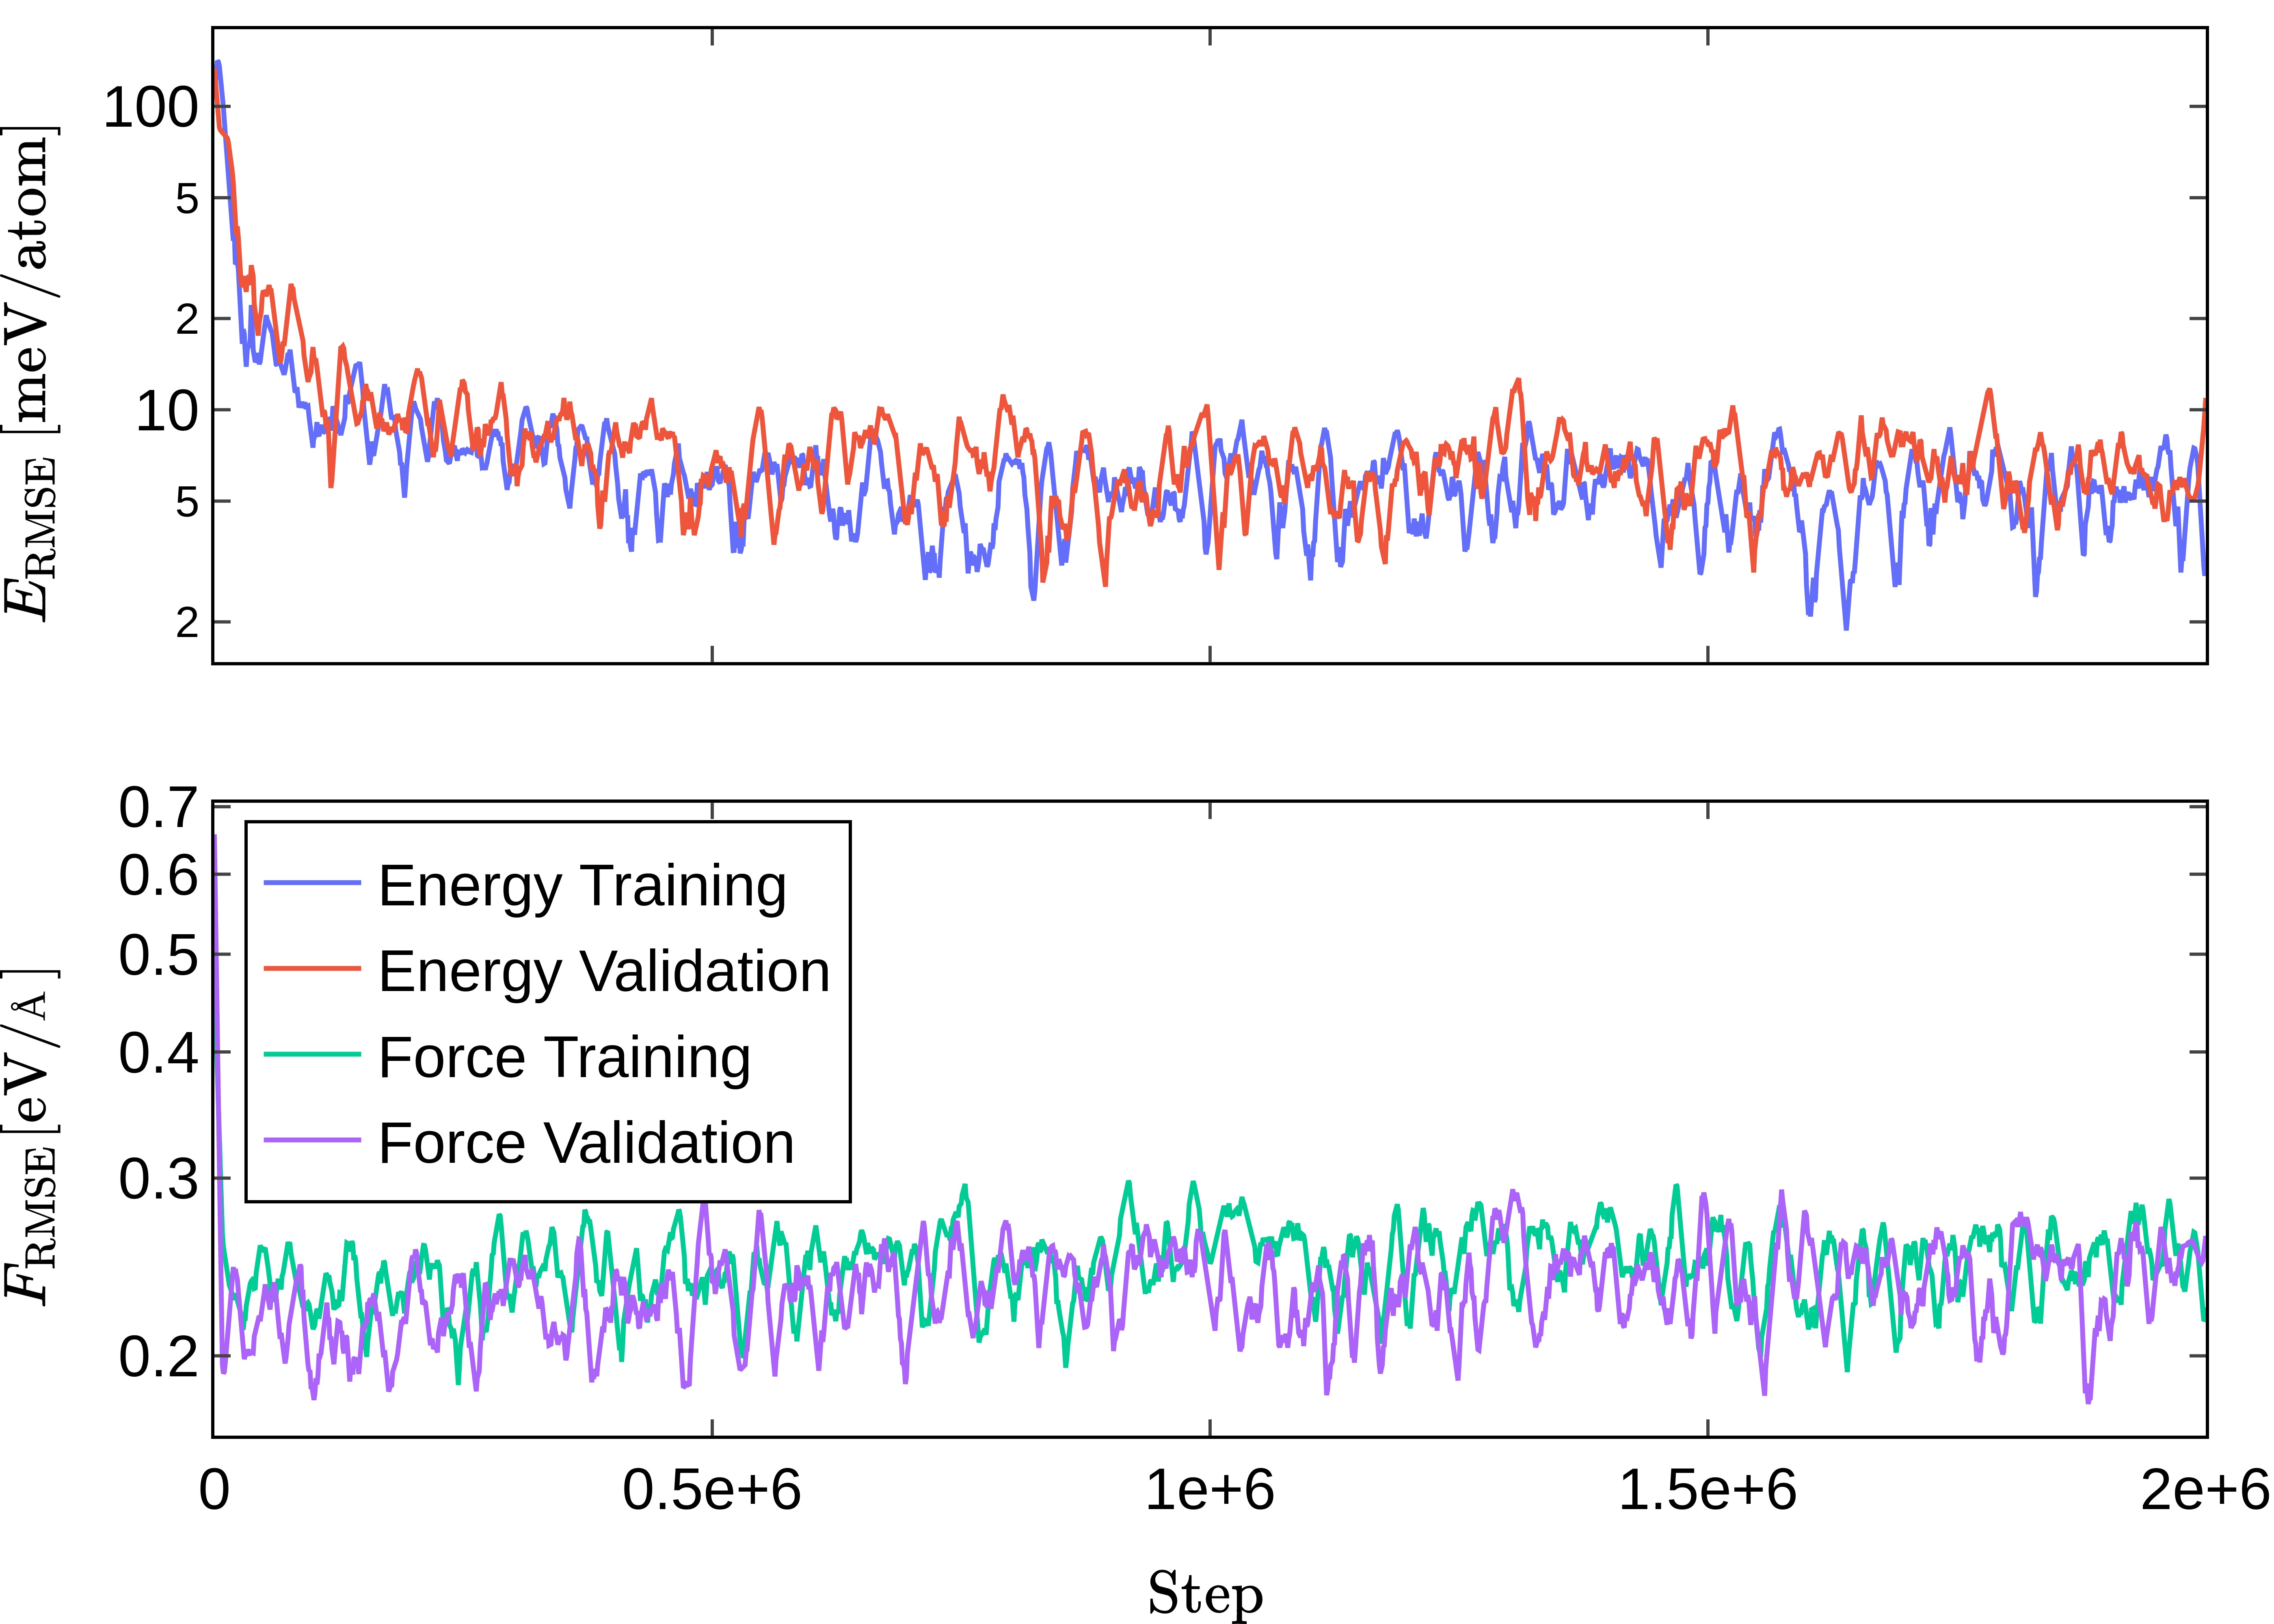 E_RMSE [meV/atom]
100
5
2
10
5
2
F_RMSE [eV/Å]
0.7
0.6
0.5
0.4
0.3
0.2
Energy Training
Energy Validation
Force Training
Force Validation
0 0.5e+6 1e+6 1.5e+6 2e+6
Step